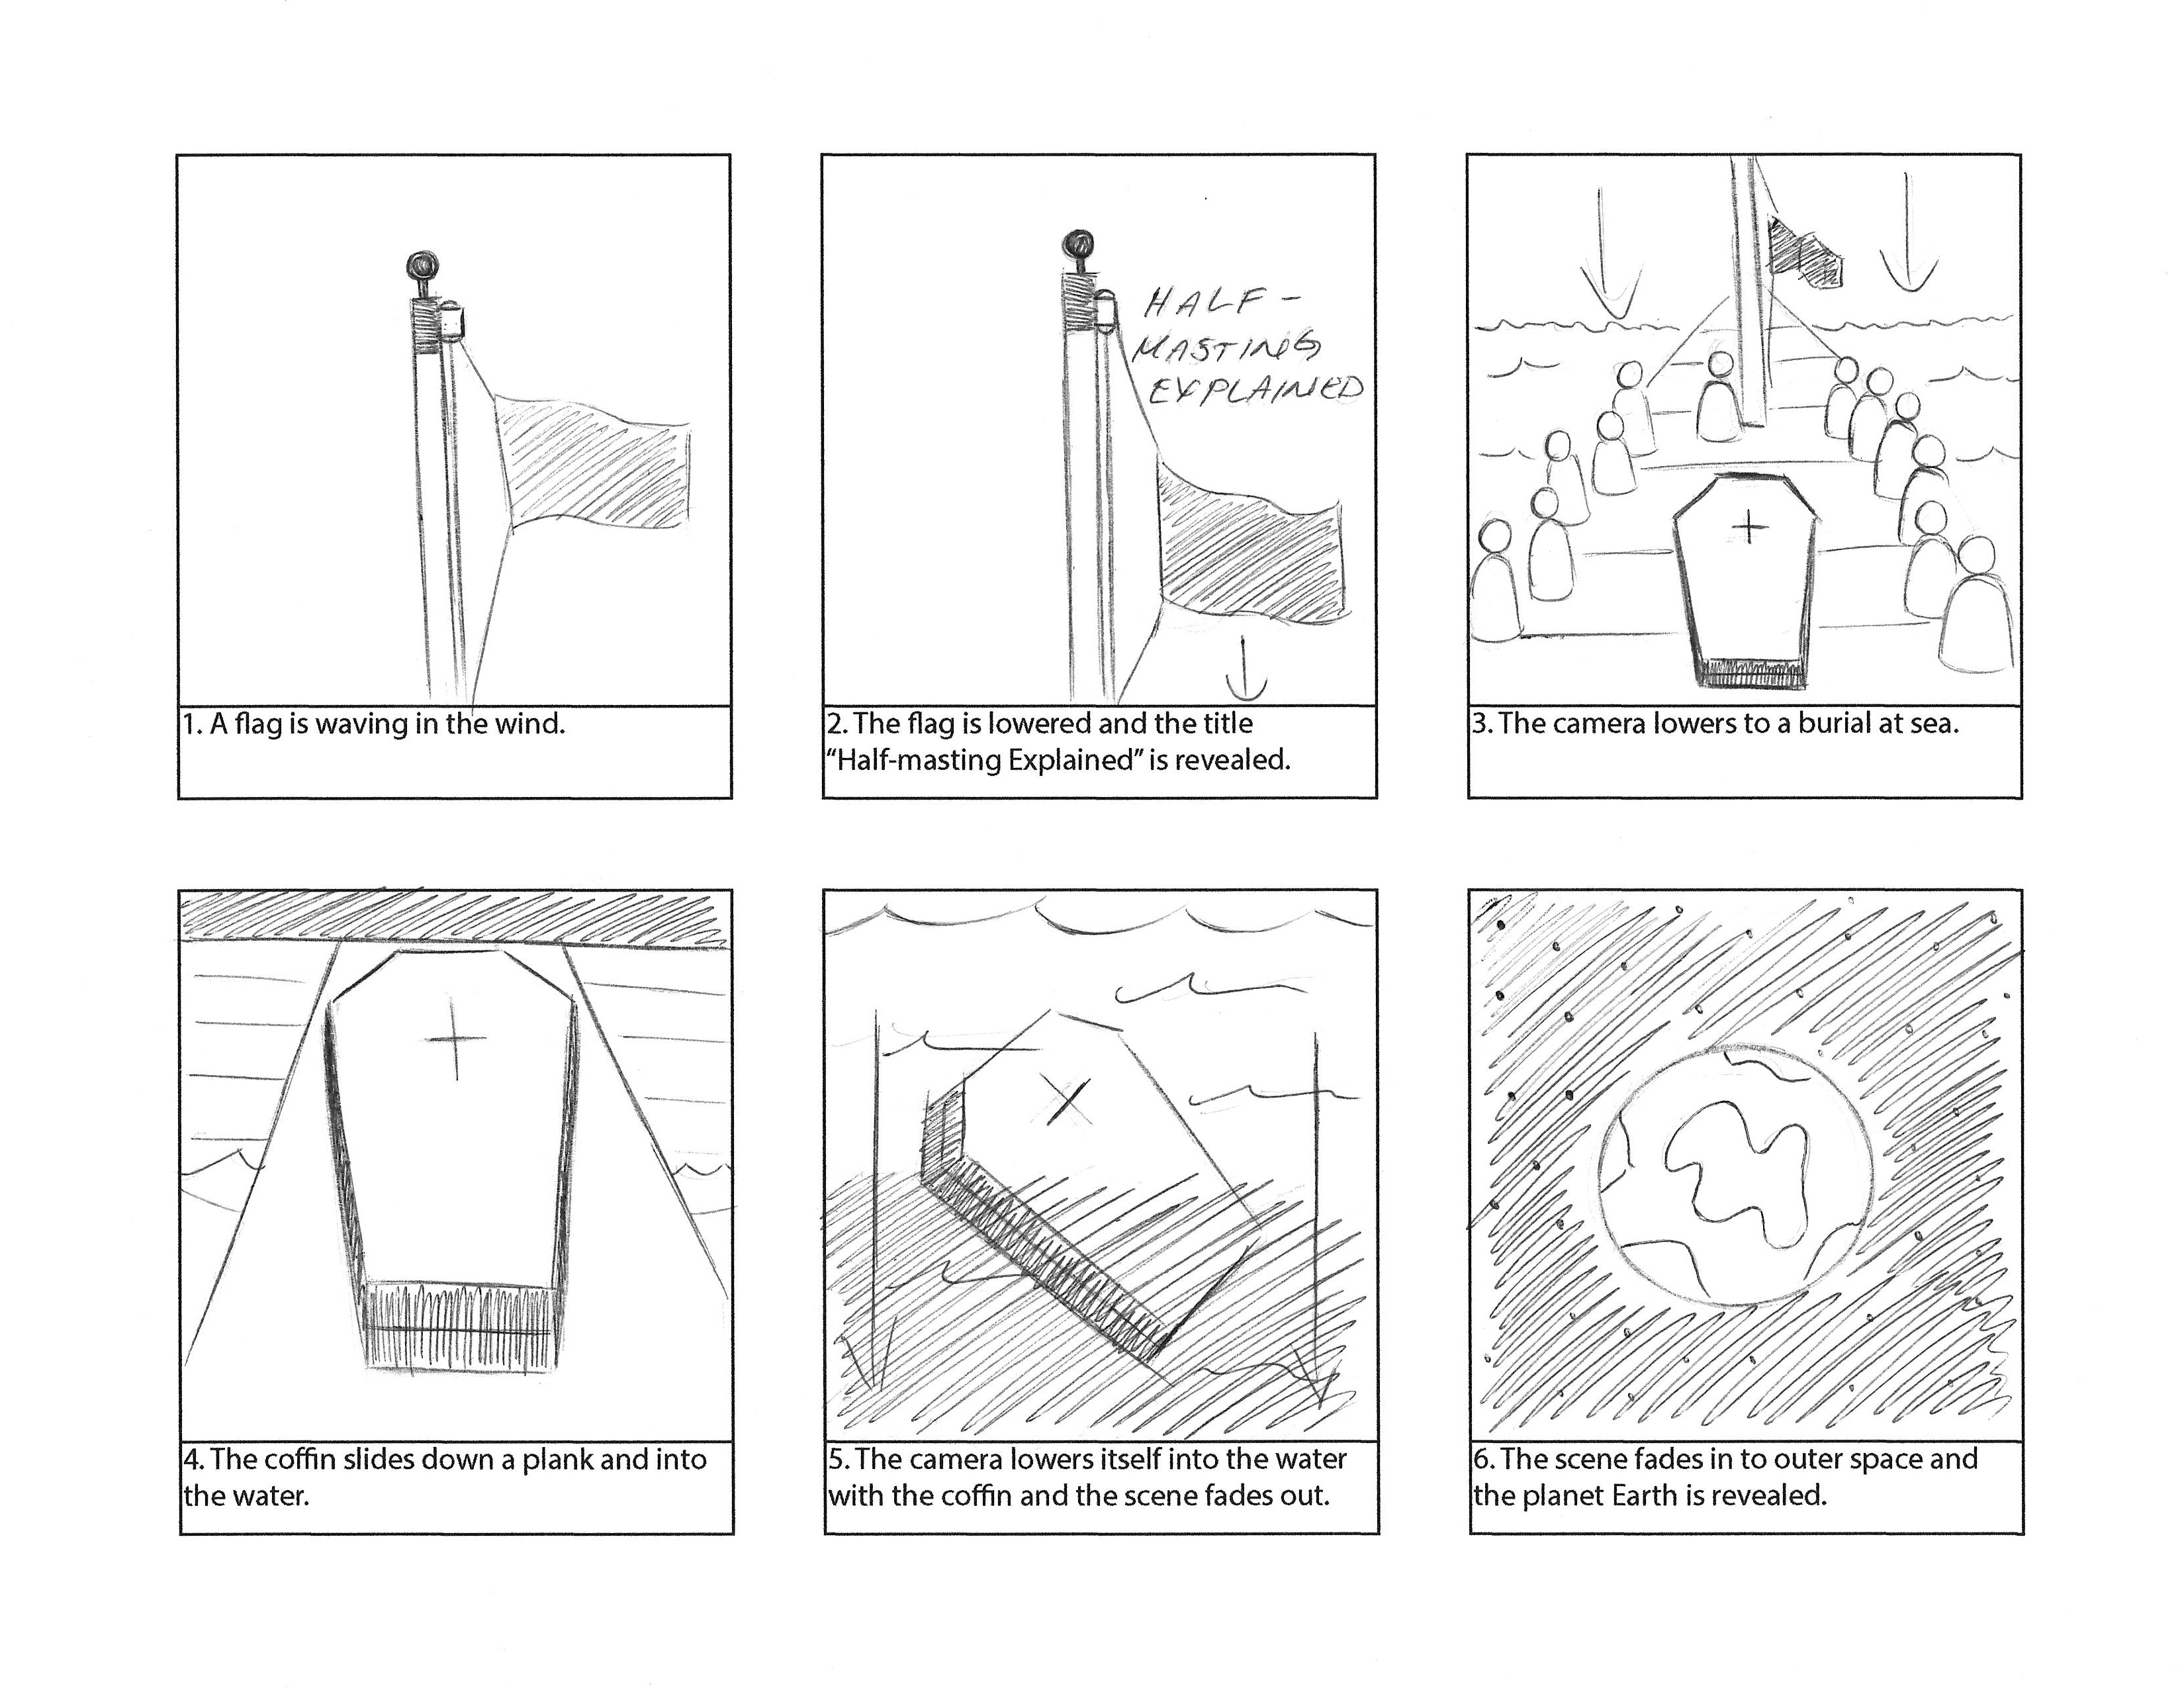 HALF-
MASTING
EXPLAINED
1. A flag is waving in the wind.
2. The flag is lowered and the title
“Half-masting Explained” is revealed.
3. The camera lowers to a burial at sea.
4. The coffin slides down a plank and into
the water.
5. The camera lowers itself into the water
with the coffin and the scene fades out.
6. The scene fades in to outer space and
the planet Earth is revealed.